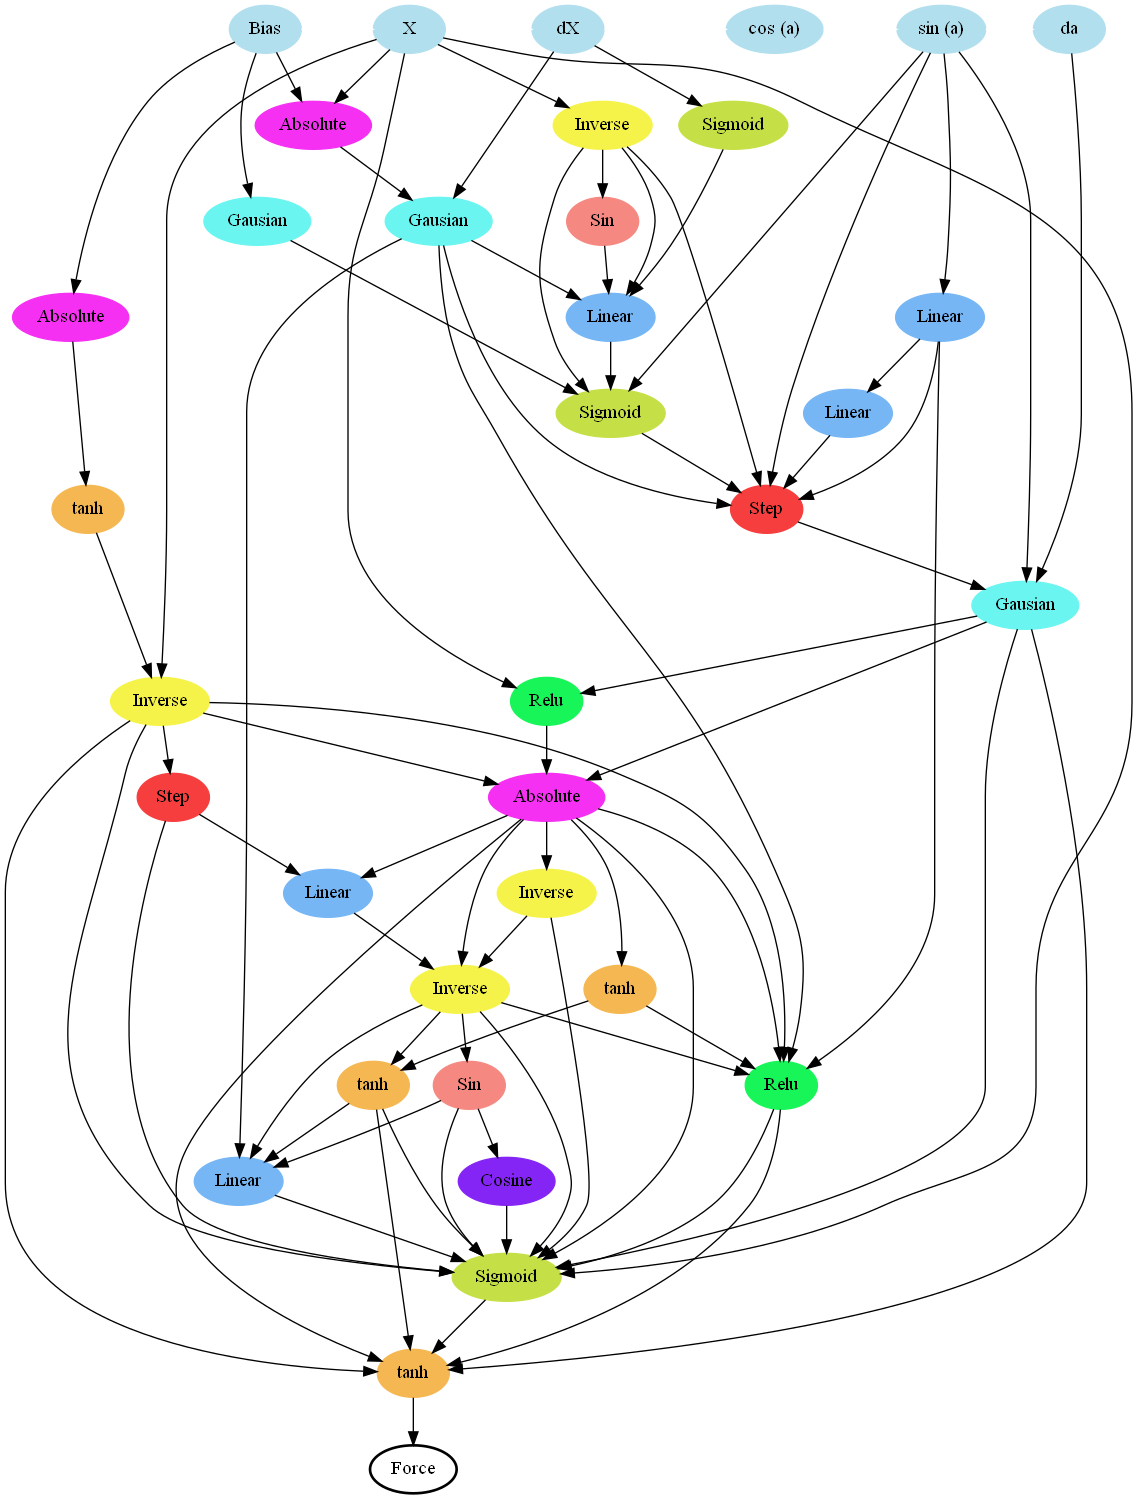 Bias
X
dX
cos (a)
sin (a)
da
Absolute
Inverse
Sigmoid
Gausian
Gausian
Sin
Absolute
Linear
Linear
Sigmoid
Linear
tanh
Step
Gausian
Inverse
Relu
Step
Absolute
Linear
Inverse
Inverse
tanh
tanh
Sin
Relu
Linear
Cosine
Sigmoid
tanh
Force